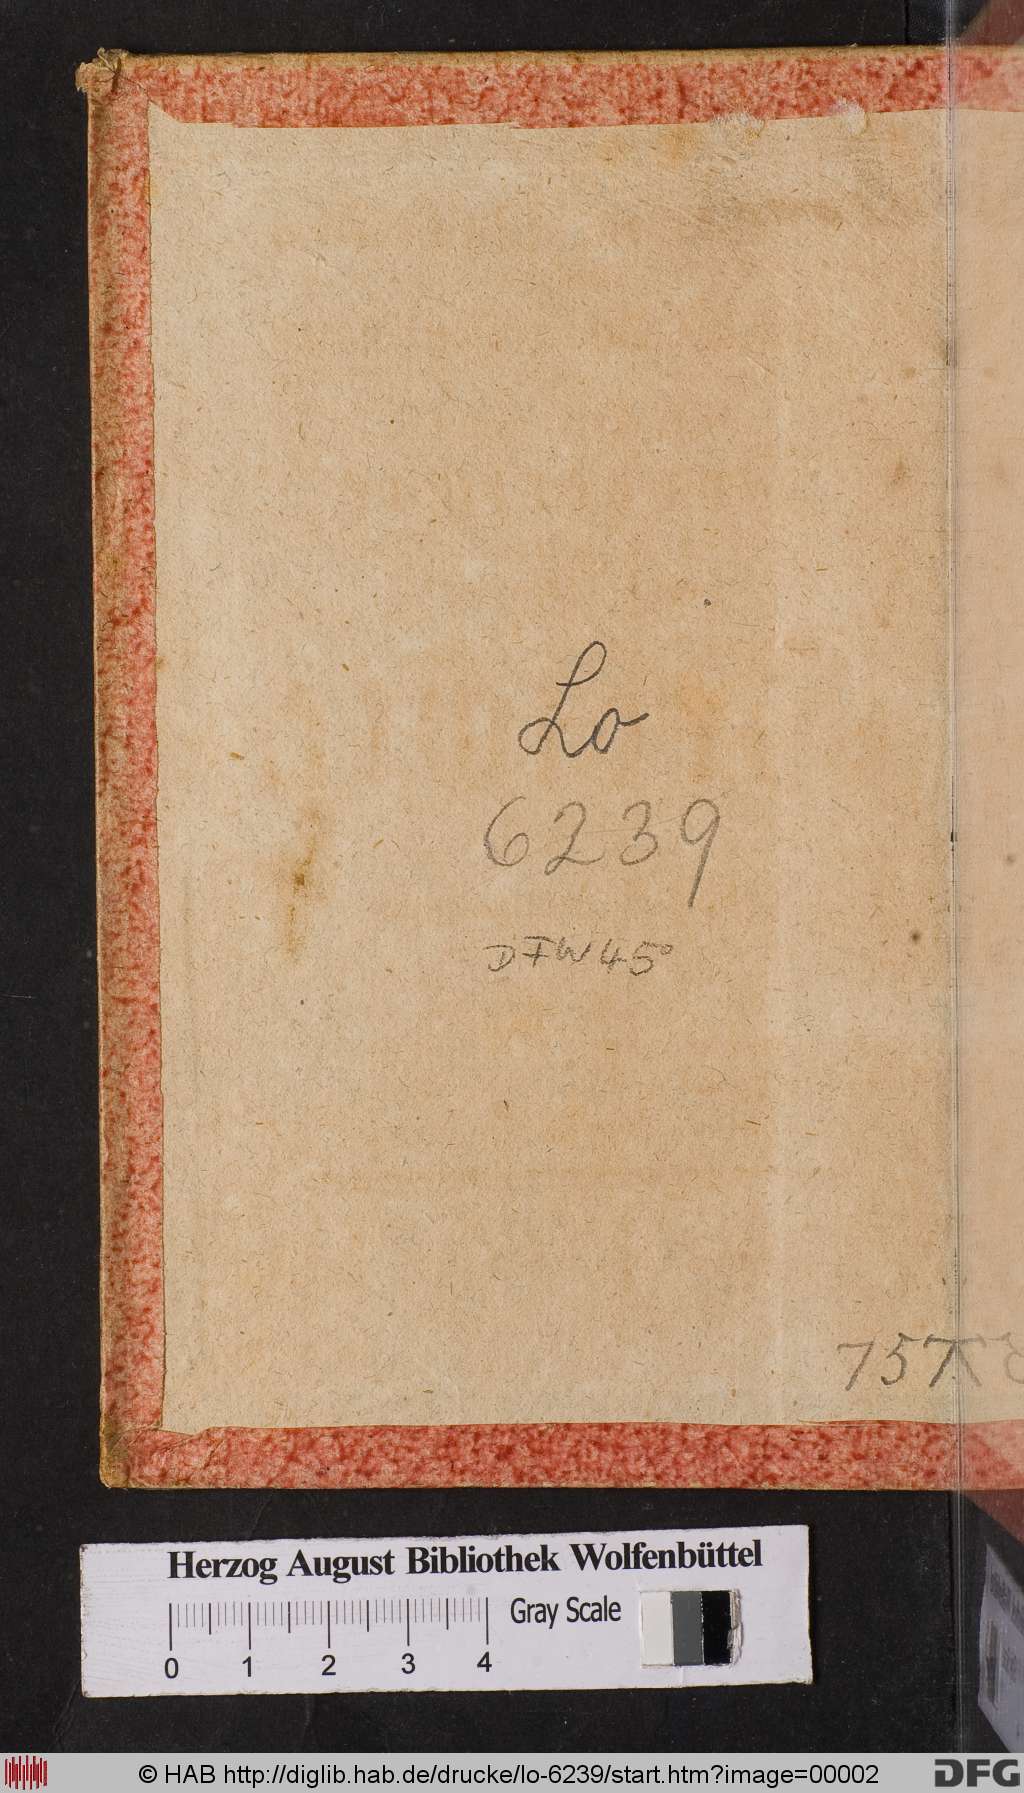 Lo
6239
DFW45°
757
Herzog August Bibliothek Wolfenbüttel
Gray Scale
0 1 2 3 4
© HAB http://diglib.hab.de/drucke/lo-6239/start.htm?image=00002
DFG